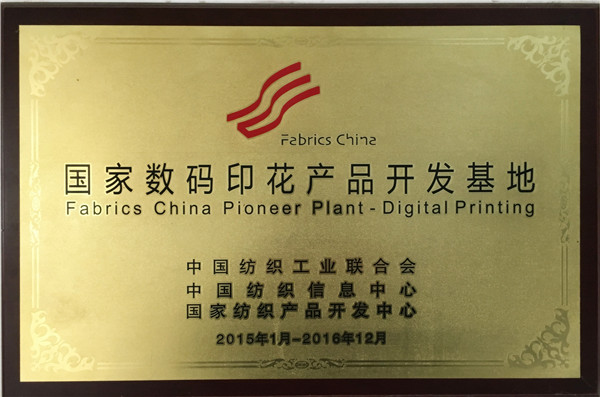 Fabrics China
国家数码印花产品开发基地
Fabrics China Pioneer Plant - Digital Printing
中国纺织工业联合会
中国纺织信息中心
国家纺织产品开发中心
2015年1月-2016年12月